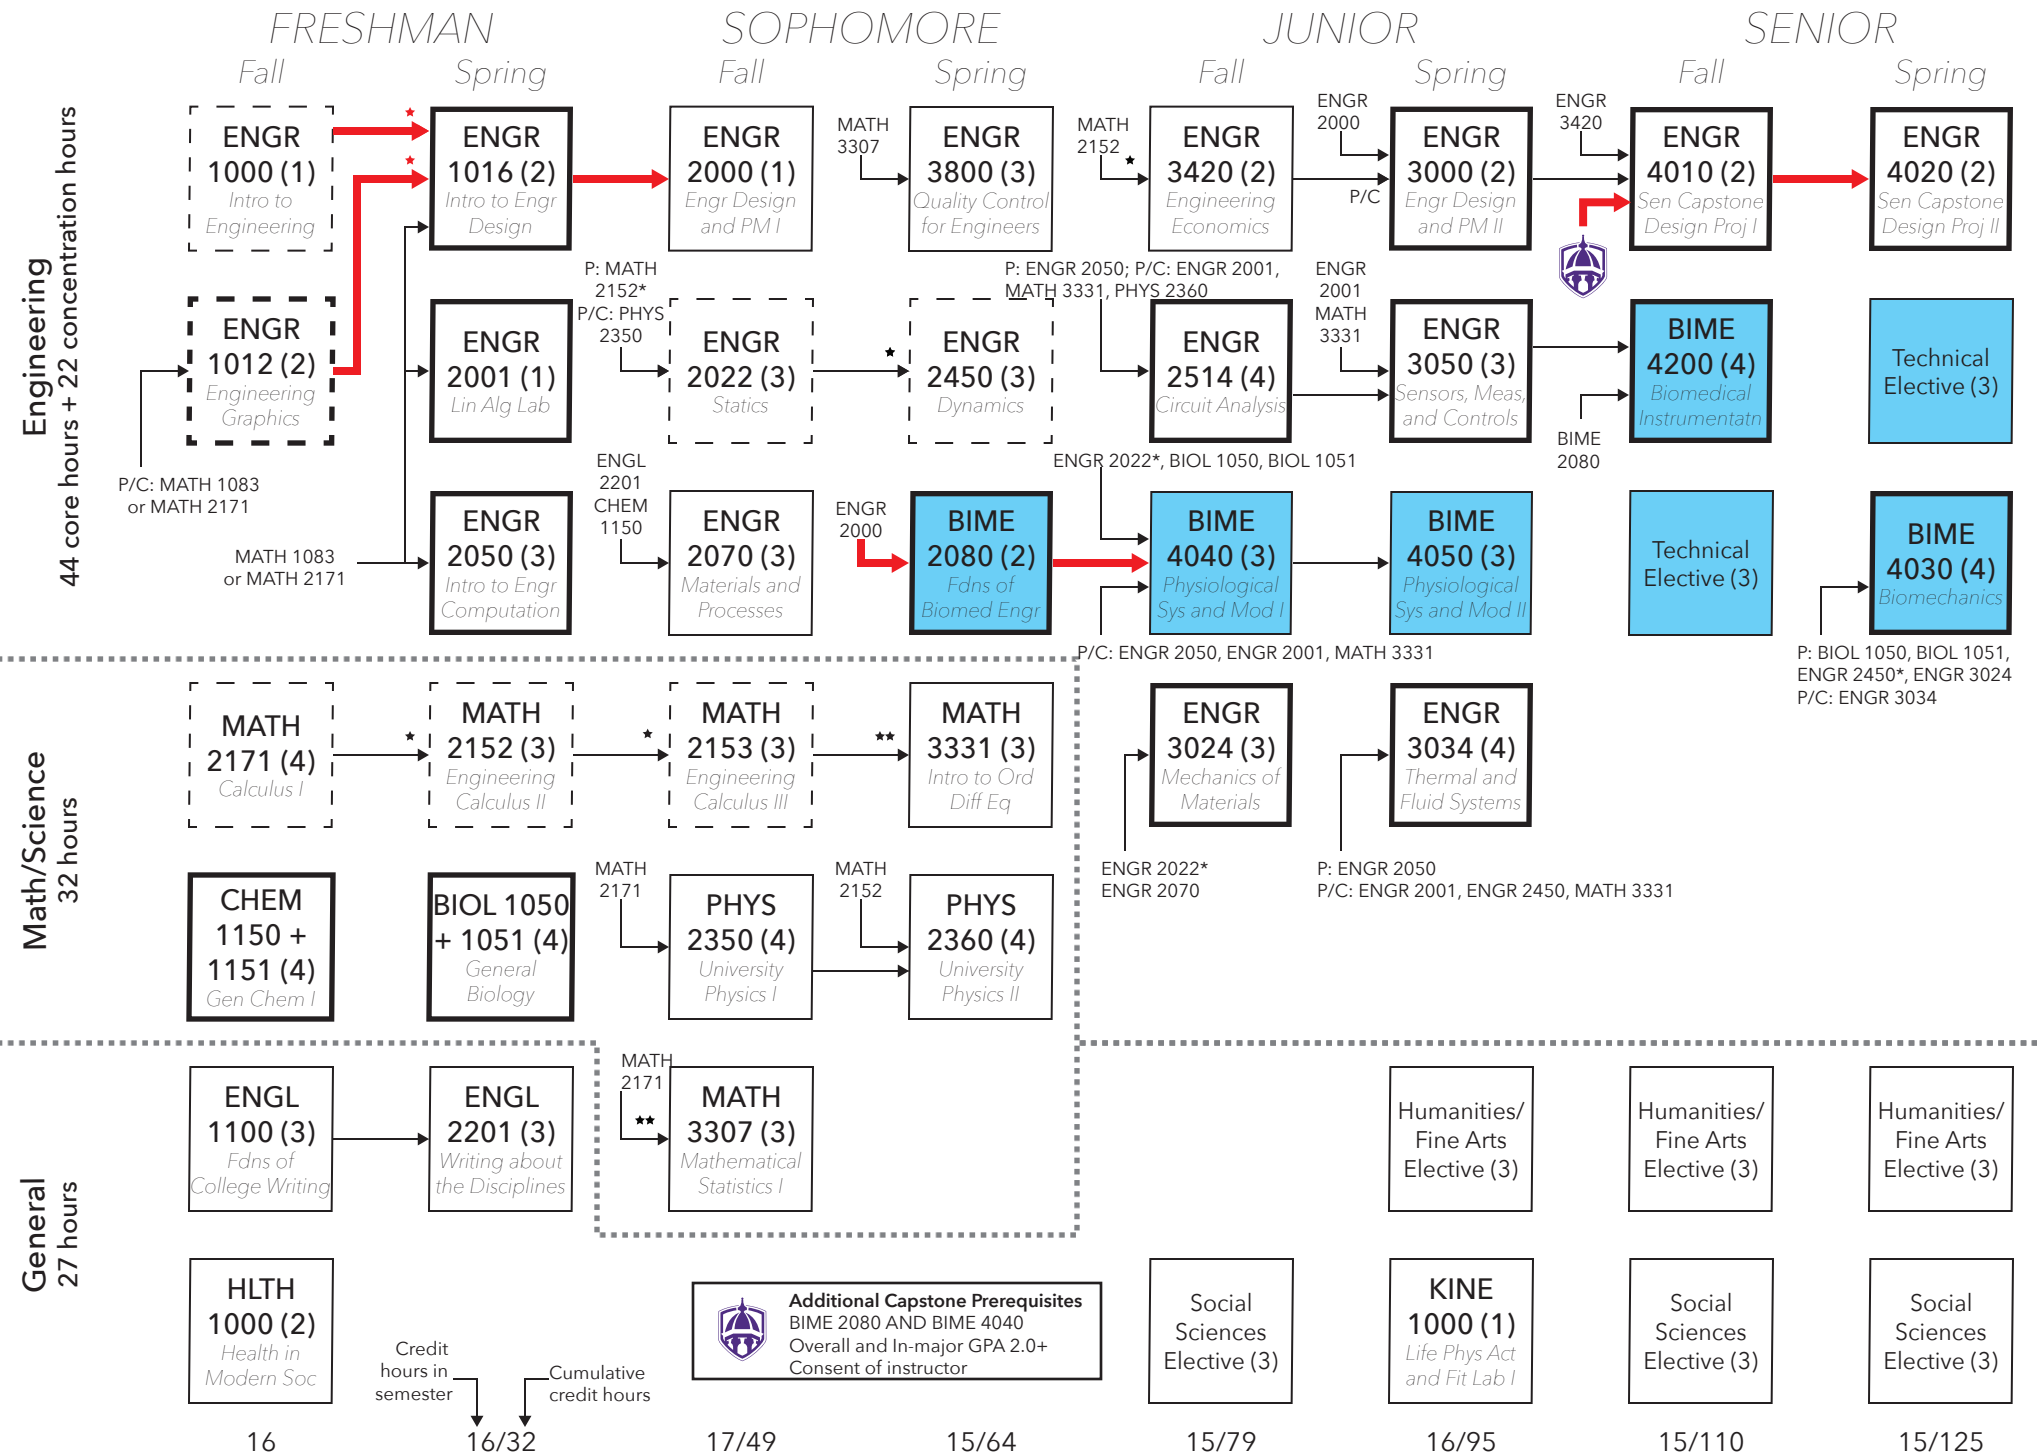 FRESHMAN
SOPHOMORE
JUNIOR
SENIOR
Fall
Spring
Fall
Spring
Fall
Spring
Fall
Spring
Engineering
44 core hours + 22 concentration hours
ENGR
1000 (1)
Intro to
Engineering
ENGR
1016 (2)
Intro to Engr
Design
ENGR
2000 (1)
Engr Design
and PM I
MATH
3307
ENGR
3800 (3)
Quality Control
for Engineers
MATH
2152
ENGR
3420 (2)
Engineering
Economics
ENGR
2000
P/C
ENGR
3000 (2)
Engr Design
and PM II
ENGR
3420
ENGR
4010 (2)
Sen Capstone
Design Proj I
ENGR
4020 (2)
Sen Capstone
Design Proj II
ENGR
1012 (2)
Engineering
Graphics
P/C: MATH 1083
or MATH 2171
ENGR
2001 (1)
Lin Alg Lab
P: MATH
2152*
P/C: PHYS
2350
ENGR
2022 (3)
Statics
ENGR
2450 (3)
Dynamics
P: ENGR 2050; P/C: ENGR 2001,
MATH 3331, PHYS 2360
ENGR
2514 (4)
Circuit Analysis
ENGR
2001
MATH
3331
ENGR
3050 (3)
Sensors, Meas,
and Controls
BIME
4200 (4)
Biomedical
Instrumentatn
BIME
2080
Technical
Elective (3)
MATH 1083
or MATH 2171
ENGR
2050 (3)
Intro to Engr
Computation
ENGL
2201
CHEM
1150
ENGR
2070 (3)
Materials and
Processes
ENGR
2000
BIME
2080 (2)
Fdns of
Biomed Engr
ENGR 2022*, BIOL 1050, BIOL 1051
BIME
4040 (3)
Physiological
Sys and Mod I
P/C: ENGR 2050, ENGR 2001, MATH 3331
BIME
4050 (3)
Physiological
Sys and Mod II
Technical
Elective (3)
BIME
4030 (4)
Biomechanics
P: BIOL 1050, BIOL 1051,
ENGR 2450*, ENGR 3024
P/C: ENGR 3034
Math/Science
32 hours
MATH
2171 (4)
Calculus I
MATH
2152 (3)
Engineering
Calculus II
MATH
2153 (3)
Engineering
Calculus III
MATH
3331 (3)
Intro to Ord
Diff Eq
ENGR
3024 (3)
Mechanics of
Materials
ENGR 2022*
ENGR 2070
ENGR
3034 (4)
Thermal and
Fluid Systems
P: ENGR 2050
P/C: ENGR 2001, ENGR 2450, MATH 3331
CHEM
1150 +
1151 (4)
Gen Chem I
BIOL 1050
+ 1051 (4)
General
Biology
MATH
2171
PHYS
2350 (4)
University
Physics I
MATH
2152
PHYS
2360 (4)
University
Physics II
General
27 hours
ENGL
1100 (3)
Fdns of
College Writing
ENGL
2201 (3)
Writing about
the Disciplines
MATH
2171
MATH
3307 (3)
Mathematical
Statistics I
Humanities/
Fine Arts
Elective (3)
Humanities/
Fine Arts
Elective (3)
Humanities/
Fine Arts
Elective (3)
HLTH
1000 (2)
Health in
Modern Soc
Credit
hours in
semester
Cumulative
credit hours
Additional Capstone Prerequisites
BIME 2080 AND BIME 4040
Overall and In-major GPA 2.0+
Consent of instructor
Social
Sciences
Elective (3)
KINE
1000 (1)
Life Phys Act
and Fit Lab I
Social
Sciences
Elective (3)
Social
Sciences
Elective (3)
16
16/32
17/49
15/64
15/79
16/95
15/110
15/125